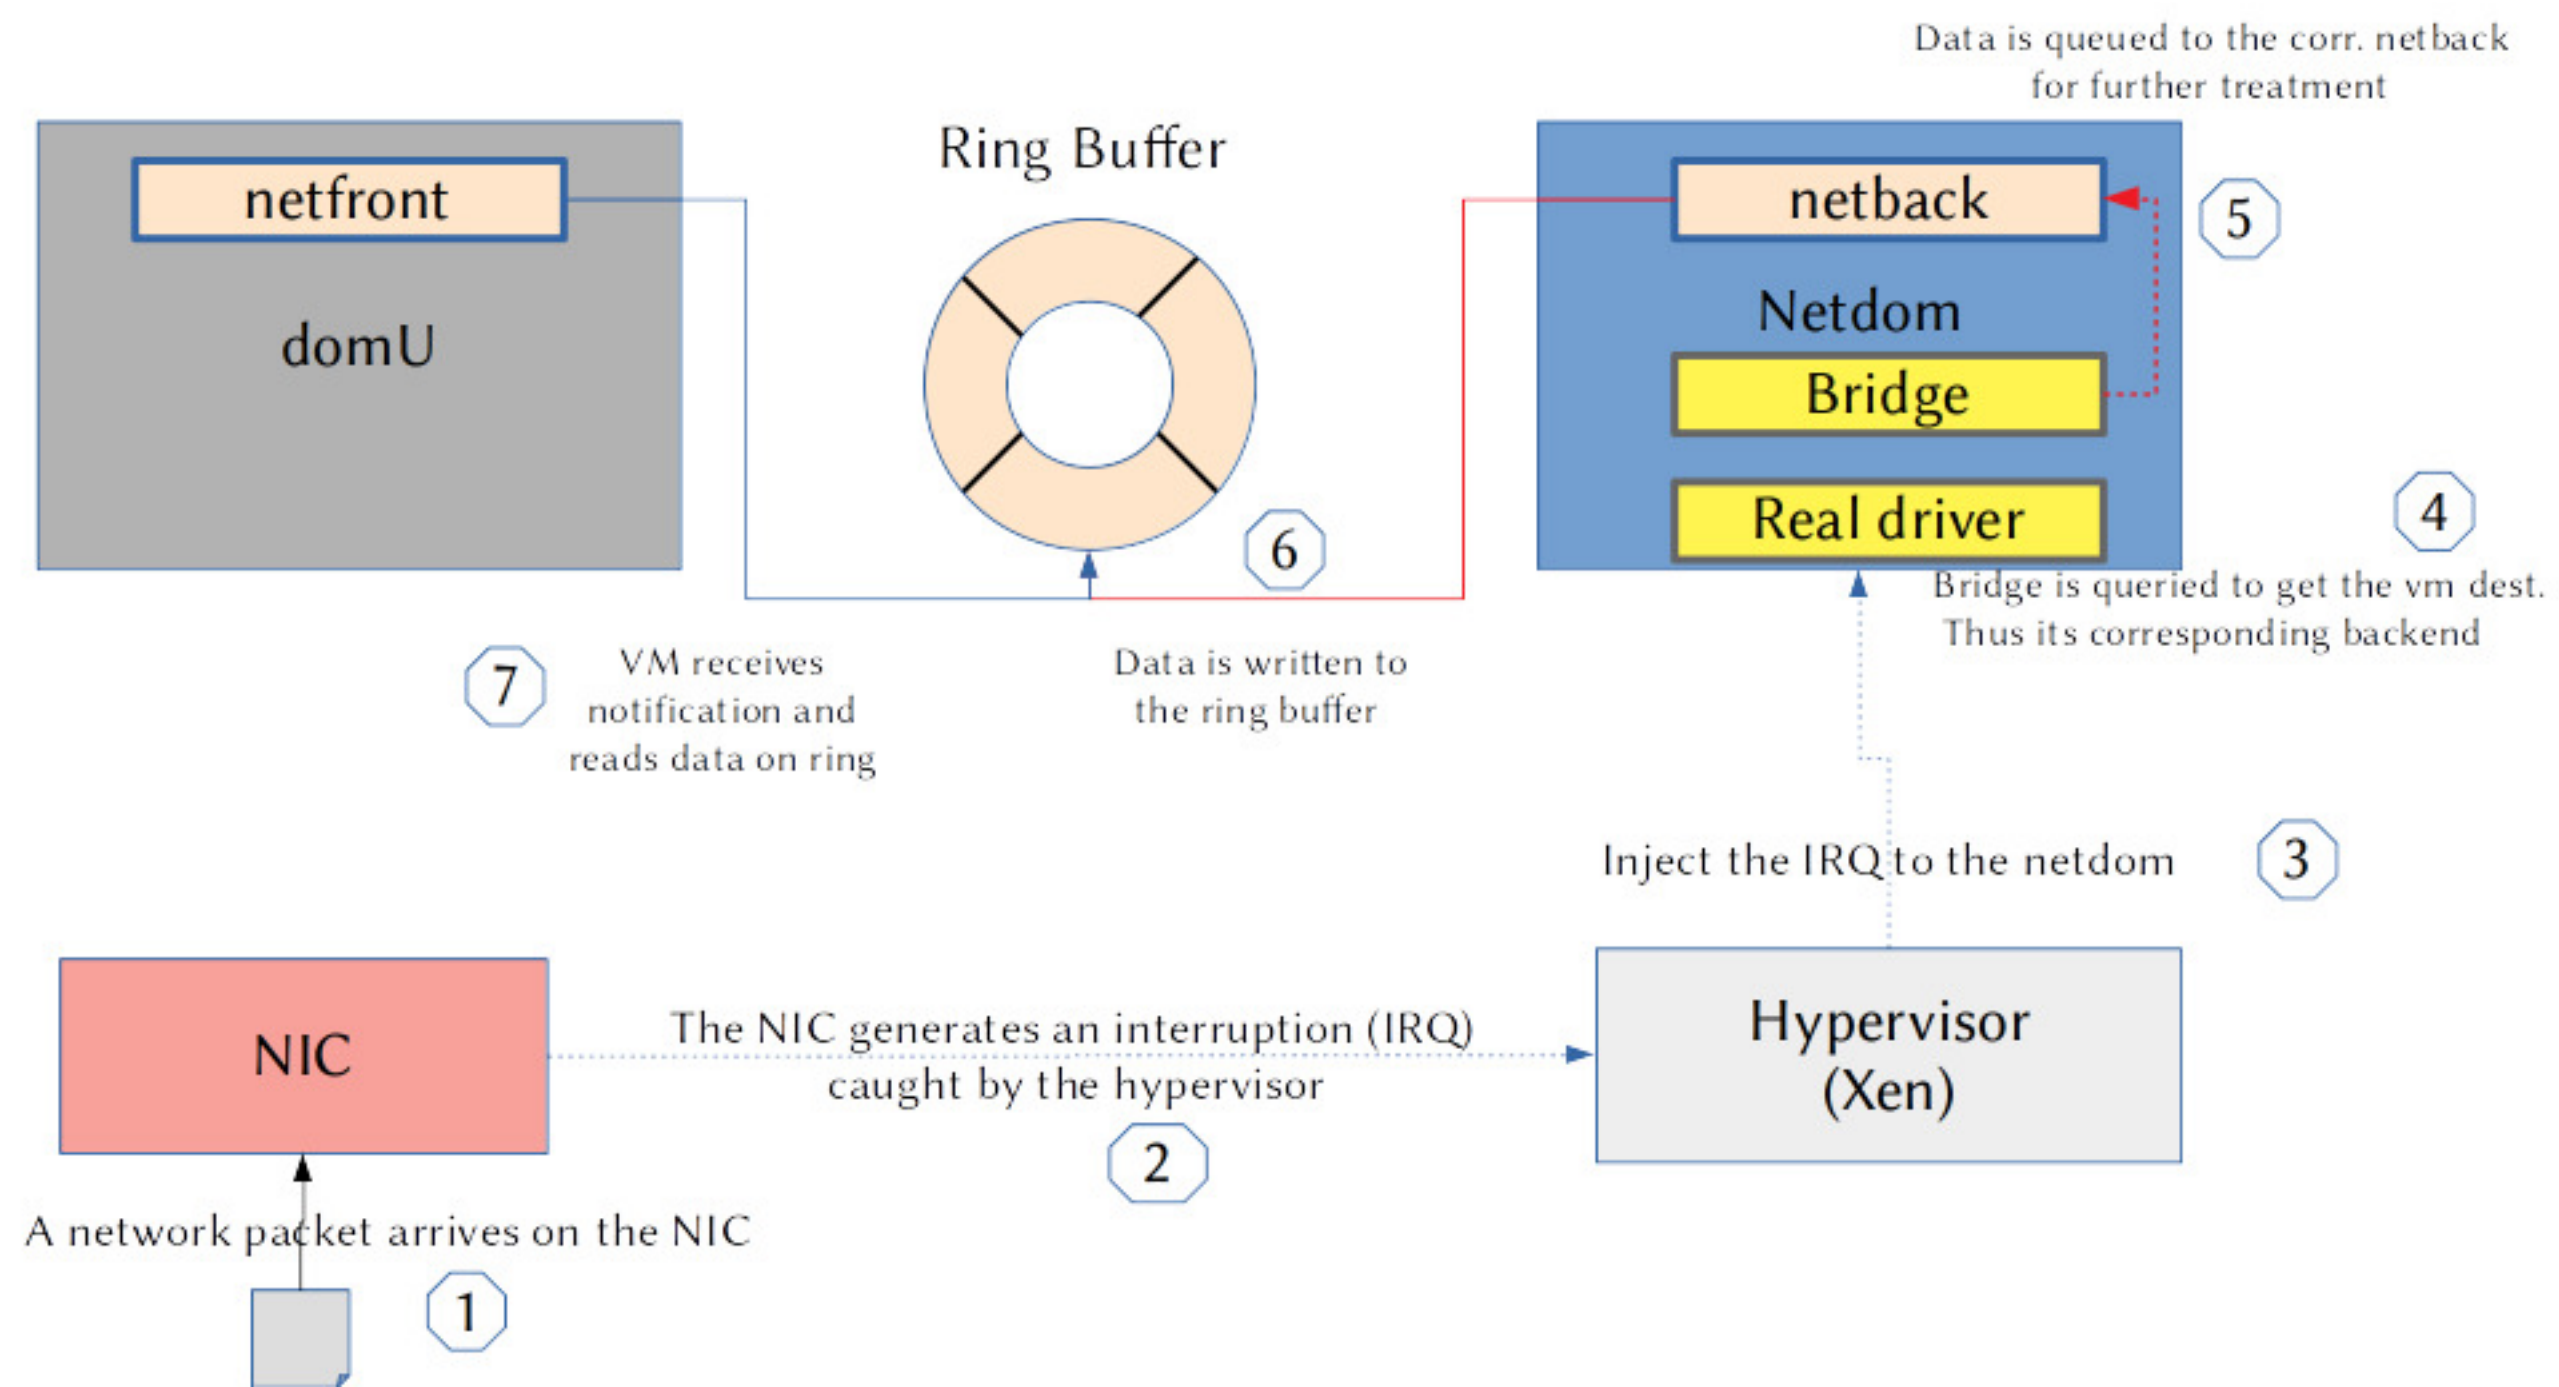 Data is queued to the corr. netback
for further treatment
Ring Buffer
netfront
domU
netback
5
Netdom
Bridge
Real driver
4
6
Bridge is queried to get the vm dest.
Thus its corresponding backend
7
VM receives
notification and
reads data on ring
Data is written to
the ring buffer
Inject the IRQ to the netdom
3
NIC
The NIC generates an interruption (IRQ)
caught by the hypervisor
2
Hypervisor
(Xen)
A network packet arrives on the NIC
1